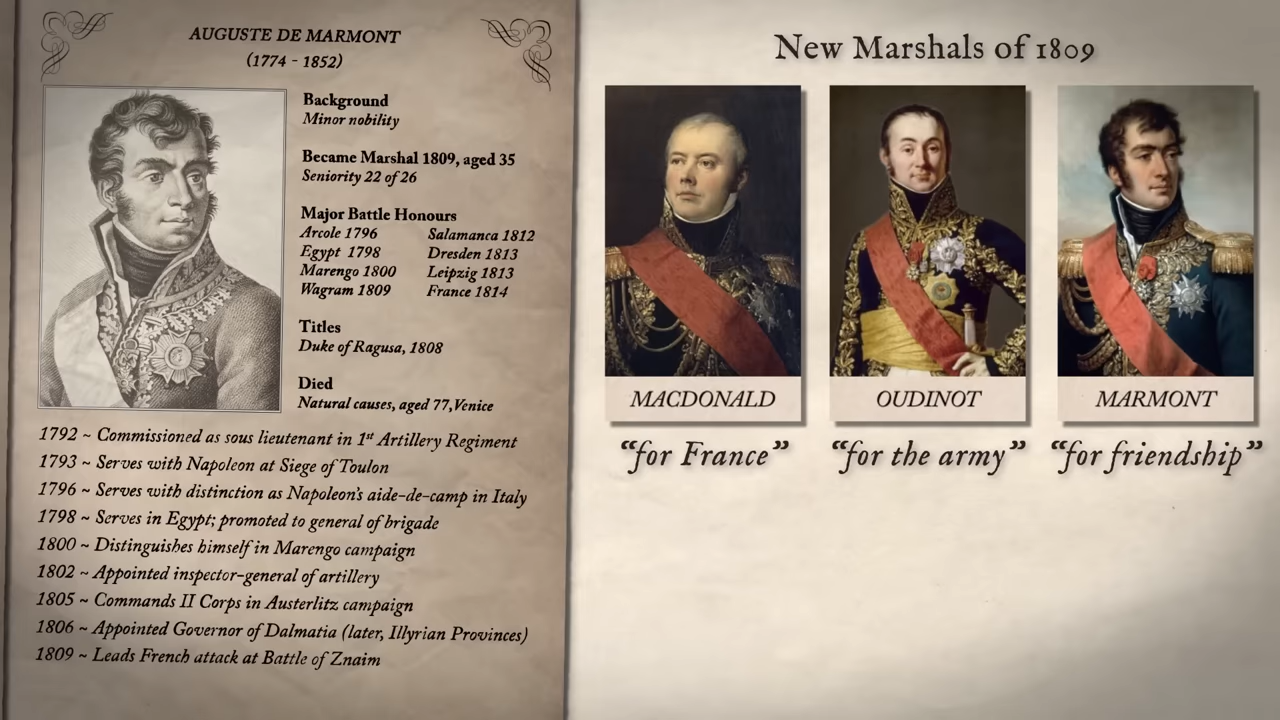 AUGUSTE DE MARMONT
(1774 - 1852)
Background
Minor nobility
Became Marshal 1809, aged 35
Seniority 22 of 26
Major Battle Honours
Arcole 1796 Salamanca 1812
Egypt 1798 Dresden 1813
Marengo 1800 Leipzig 1813
Wagram 1809 France 1814
Titles
Duke of Ragusa, 1808
Died
Natural causes, aged 77,Venice
1792 ~ Commissioned as sous lieutenant in 1st Artillery Regiment
1793 ~ Serves with Napoleon at Siege of Toulon
1796 ~ Serves with distinction as Napoleon's aide-de-camp in Italy
1798 ~ Serves in Egypt; promoted to general of brigade
1800 ~ Distinguishes himself in Marengo campaign
1802 ~ Appointed inspector-general of artillery
1805 ~ Commands II Corps in Austerlitz campaign
1806 ~ Appointed Governor of Dalmatia (later, Illyrian Provinces)
1809 ~ Leads French attack at Battle of Znaim
New Marshals of 1809
MACDONALD OUDINOT MARMONT
“for France” “for the army” “for friendship”